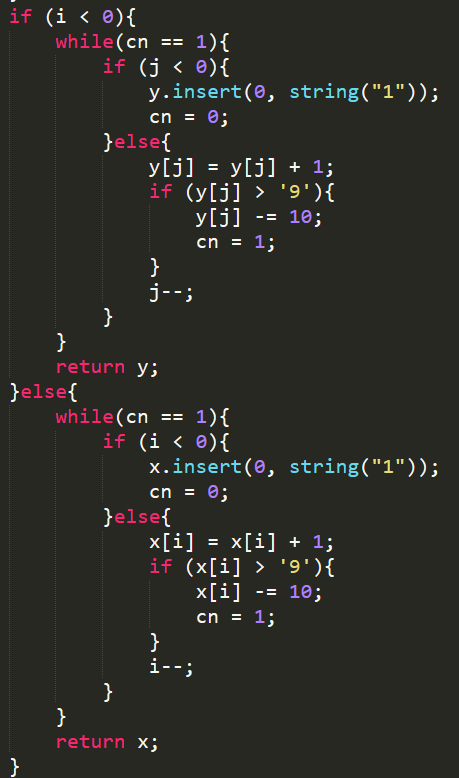 if (i < 0){
    while(cn == 1){
        if (j < 0){
            y.insert(0, string("1"));
            cn = 0;
        }else{
            y[j] = y[j] + 1;
            if (y[j] > '9'){
                y[j] -= 10;
                cn = 1;
            }
            j--;
        }
    }
    return y;
}else{
    while(cn == 1){
        if (i < 0){
            x.insert(0, string("1"));
            cn = 0;
        }else{
            x[i] = x[i] + 1;
            if (x[i] > '9'){
                x[i] -= 10;
                cn = 1;
            }
            i--;
        }
    }
    return x;
}